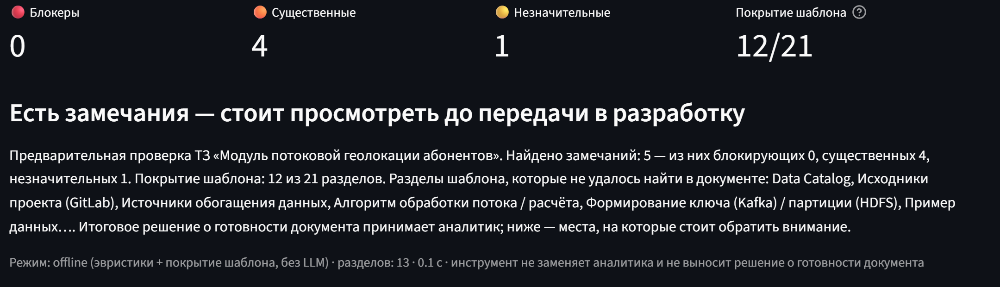 Блокеры
Существенные
Незначительные
Покрытие шаблона ?
0
4
1
12/21
Есть замечания — стоит просмотреть до передачи в разработку
Предварительная проверка ТЗ «Модуль потоковой геолокации абонентов». Найдено замечаний: 5 — из них блокирующих 0, существенных 4,
незначительных 1. Покрытие шаблона: 12 из 21 разделов. Разделы шаблона, которые не удалось найти в документе: Data Catalog, Исходники
проекта (GitLab), Источники обогащения данных, Алгоритм обработки потока / расчёта, Формирование ключа (Kafka) / партиции (HDFS), Пример
данных…. Итоговое решение о готовности документа принимает аналитик; ниже — места, на которые стоит обратить внимание.
Режим: offline (эвристики + покрытие шаблона, без LLM) · разделов: 13 · 0.1 с · инструмент не заменяет аналитика и не выносит решение о готовности документа